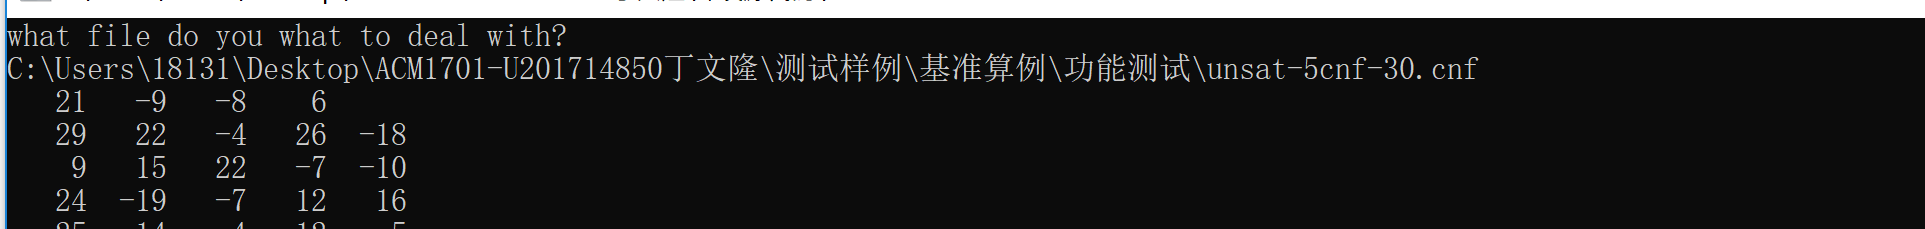 what file do you what to deal with?
C:\Users\18131\Desktop\ACM1701-U201714850丁文隆\测试样例\基准算例\功能测试\unsat-5cnf-30.cnf
21 -9 -8 6
29 22 -4 26 -18
9 15 22 -7 -10
24 -19 -7 12 16